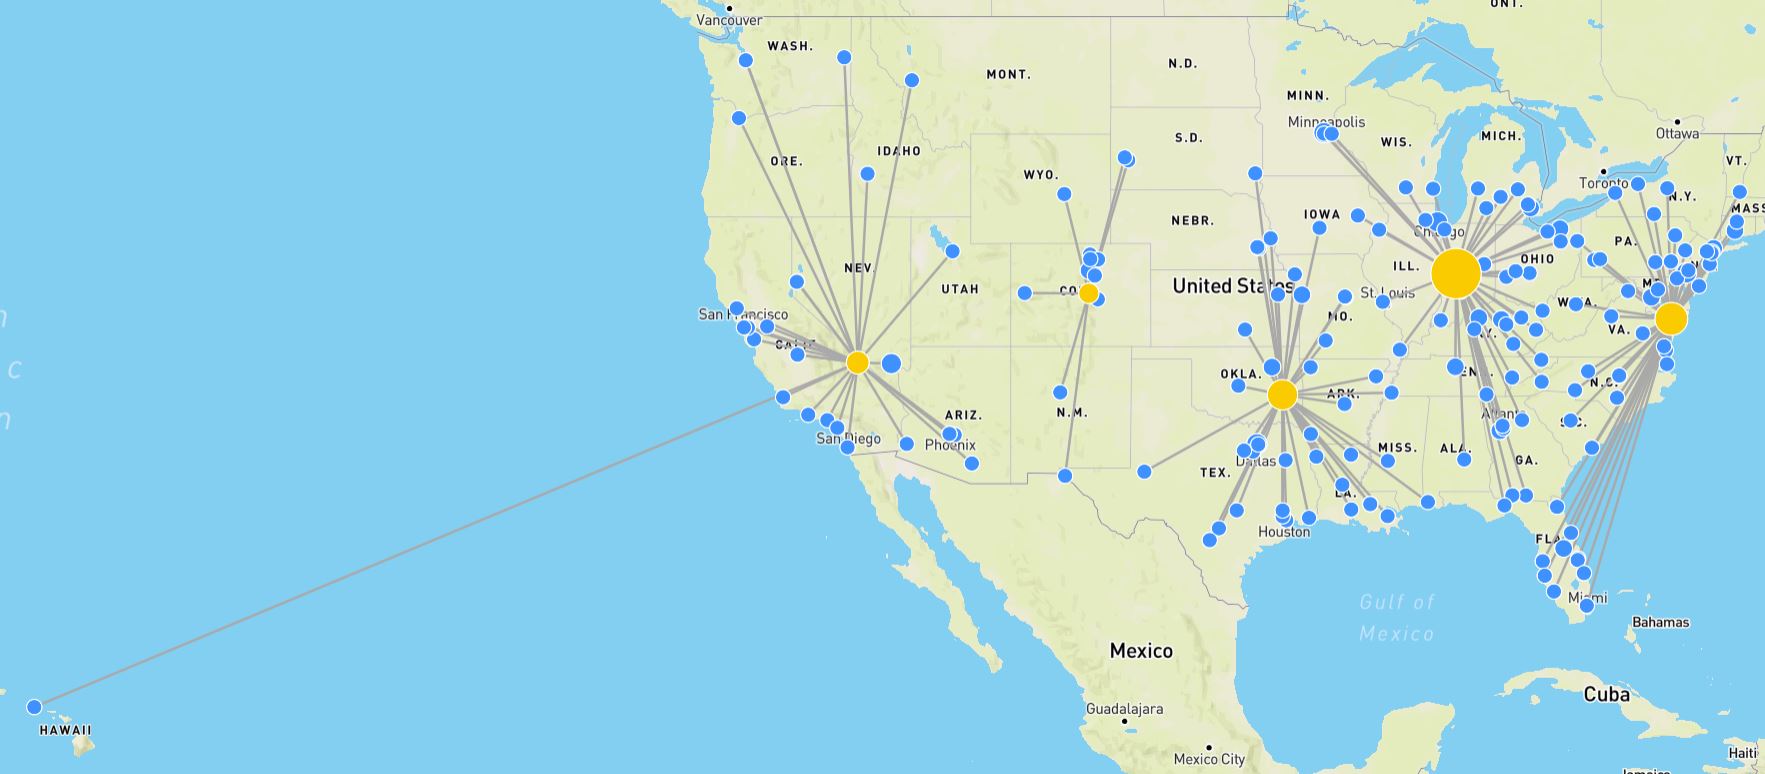 ONT.
Vancouver
WASH.
MONT.
N.D.
MINN.
Minneapolis
Ottawa
ORE.
IDAHO
S.D.
WIS.
MICH.
VT.
WYO.
Toronto
N.Y.
MASS
NEBR.
IOWA
Chicago
PA.
NEV.
UTAH
United States
ILL.
OHIO
St. Louis
San Francisco
MO.
VA.
CALIF.
OKLA.
ARK.
N.C.
ARIZ.
N.M.
Atlanta
S.C.
San Diego
Phoenix
Dallas
TEX.
MISS.
ALA.
GA.
LA.
Houston
FLA.
Miami
Gulf of
Mexico
Bahamas
Mexico
Cuba
Guadalajara
HAWAII
Mexico City
Haiti